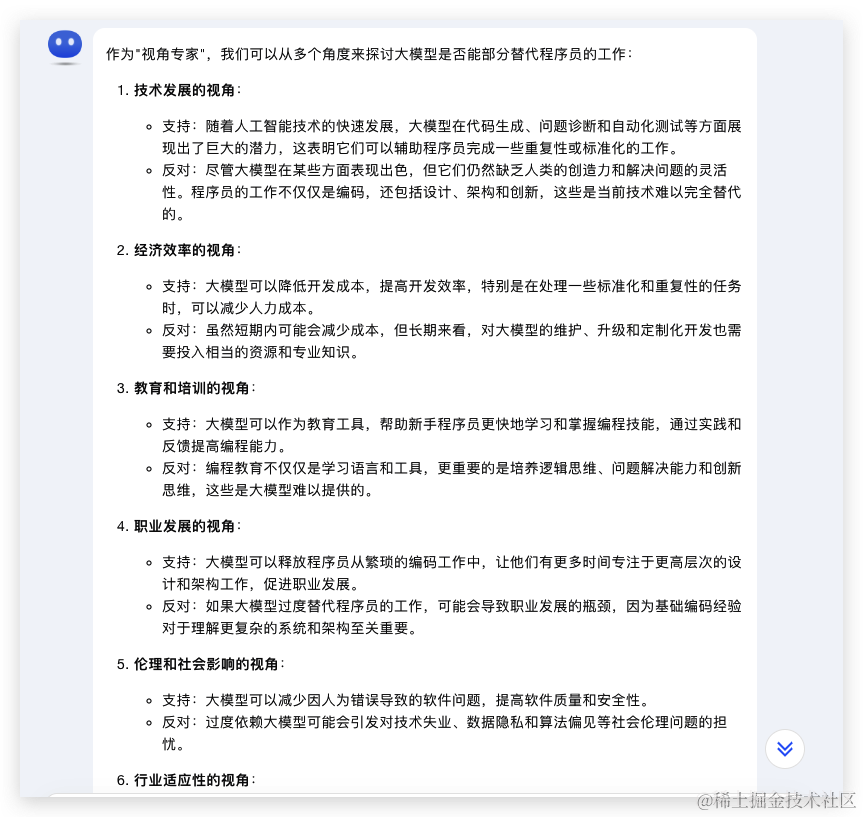 作为"视角专家"，我们可以从多个角度来探讨大模型是否能部分替代程序员的工作：
1. 技术发展的视角：
支持：随着人工智能技术的快速发展，大模型在代码生成、问题诊断和自动化测试等方面展
现出了巨大的潜力，这表明它们可以辅助程序员完成一些重复性或标准化的工作。
反对：尽管大模型在某些方面表现出色，但它们仍然缺乏人类的创造力和解决问题的灵活
性。程序员的工作不仅仅是编码，还包括设计、架构和创新，这些是当前技术难以完全替代
的。
2. 经济效率的视角：
支持：大模型可以降低开发成本，提高开发效率，特别是在处理一些标准化和重复性的任务
时，可以减少人力成本。
反对：虽然短期内可能会减少成本，但长期来看，对大模型的维护、升级和定制化开发也需
要投入相当的资源和专业知识。
3. 教育和培训的视角：
支持：大模型可以作为教育工具，帮助新手程序员更快地学习和掌握编程技能，通过实践和
反馈提高编程能力。
反对：编程教育不仅仅是学习语言和工具，更重要的是培养逻辑思维、问题解决能力和创新
思维，这些是大模型难以提供的。
4. 职业发展的视角：
支持：大模型可以释放程序员从繁琐的编码工作中，让他们有更多时间专注于更高层次的设
计和架构工作，促进职业发展。
反对：如果大模型过度替代程序员的工作，可能会导致职业发展的瓶颈，因为基础编码经验
对于理解更复杂的系统和架构至关重要。
5. 伦理和社会影响的视角：
支持：大模型可以减少因人为错误导致的软件问题，提高软件质量和安全性。
反对：过度依赖大模型可能会引发对技术失业、数据隐私和算法偏见等社会伦理问题的担
忧。
6. 行业适应性的视角：
@稀土掘金技术社区